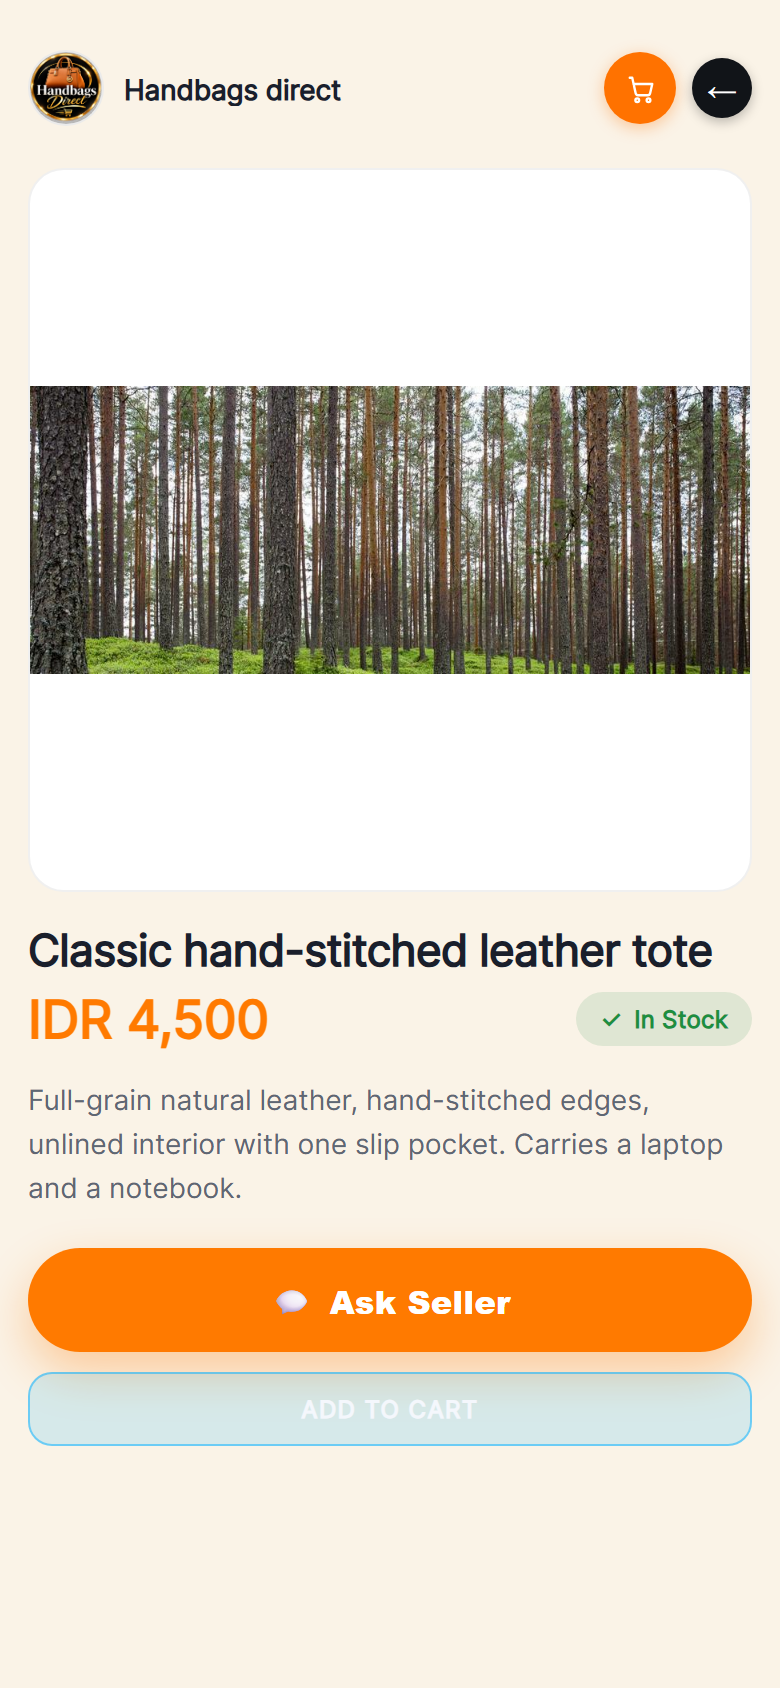 Handbags
Direct
Handbags direct
Classic hand-stitched leather tote
IDR 4,500
In Stock
Full-grain natural leather, hand-stitched edges,
unlined interior with one slip pocket. Carries a laptop
and a notebook.
Ask Seller
ADD TO CART